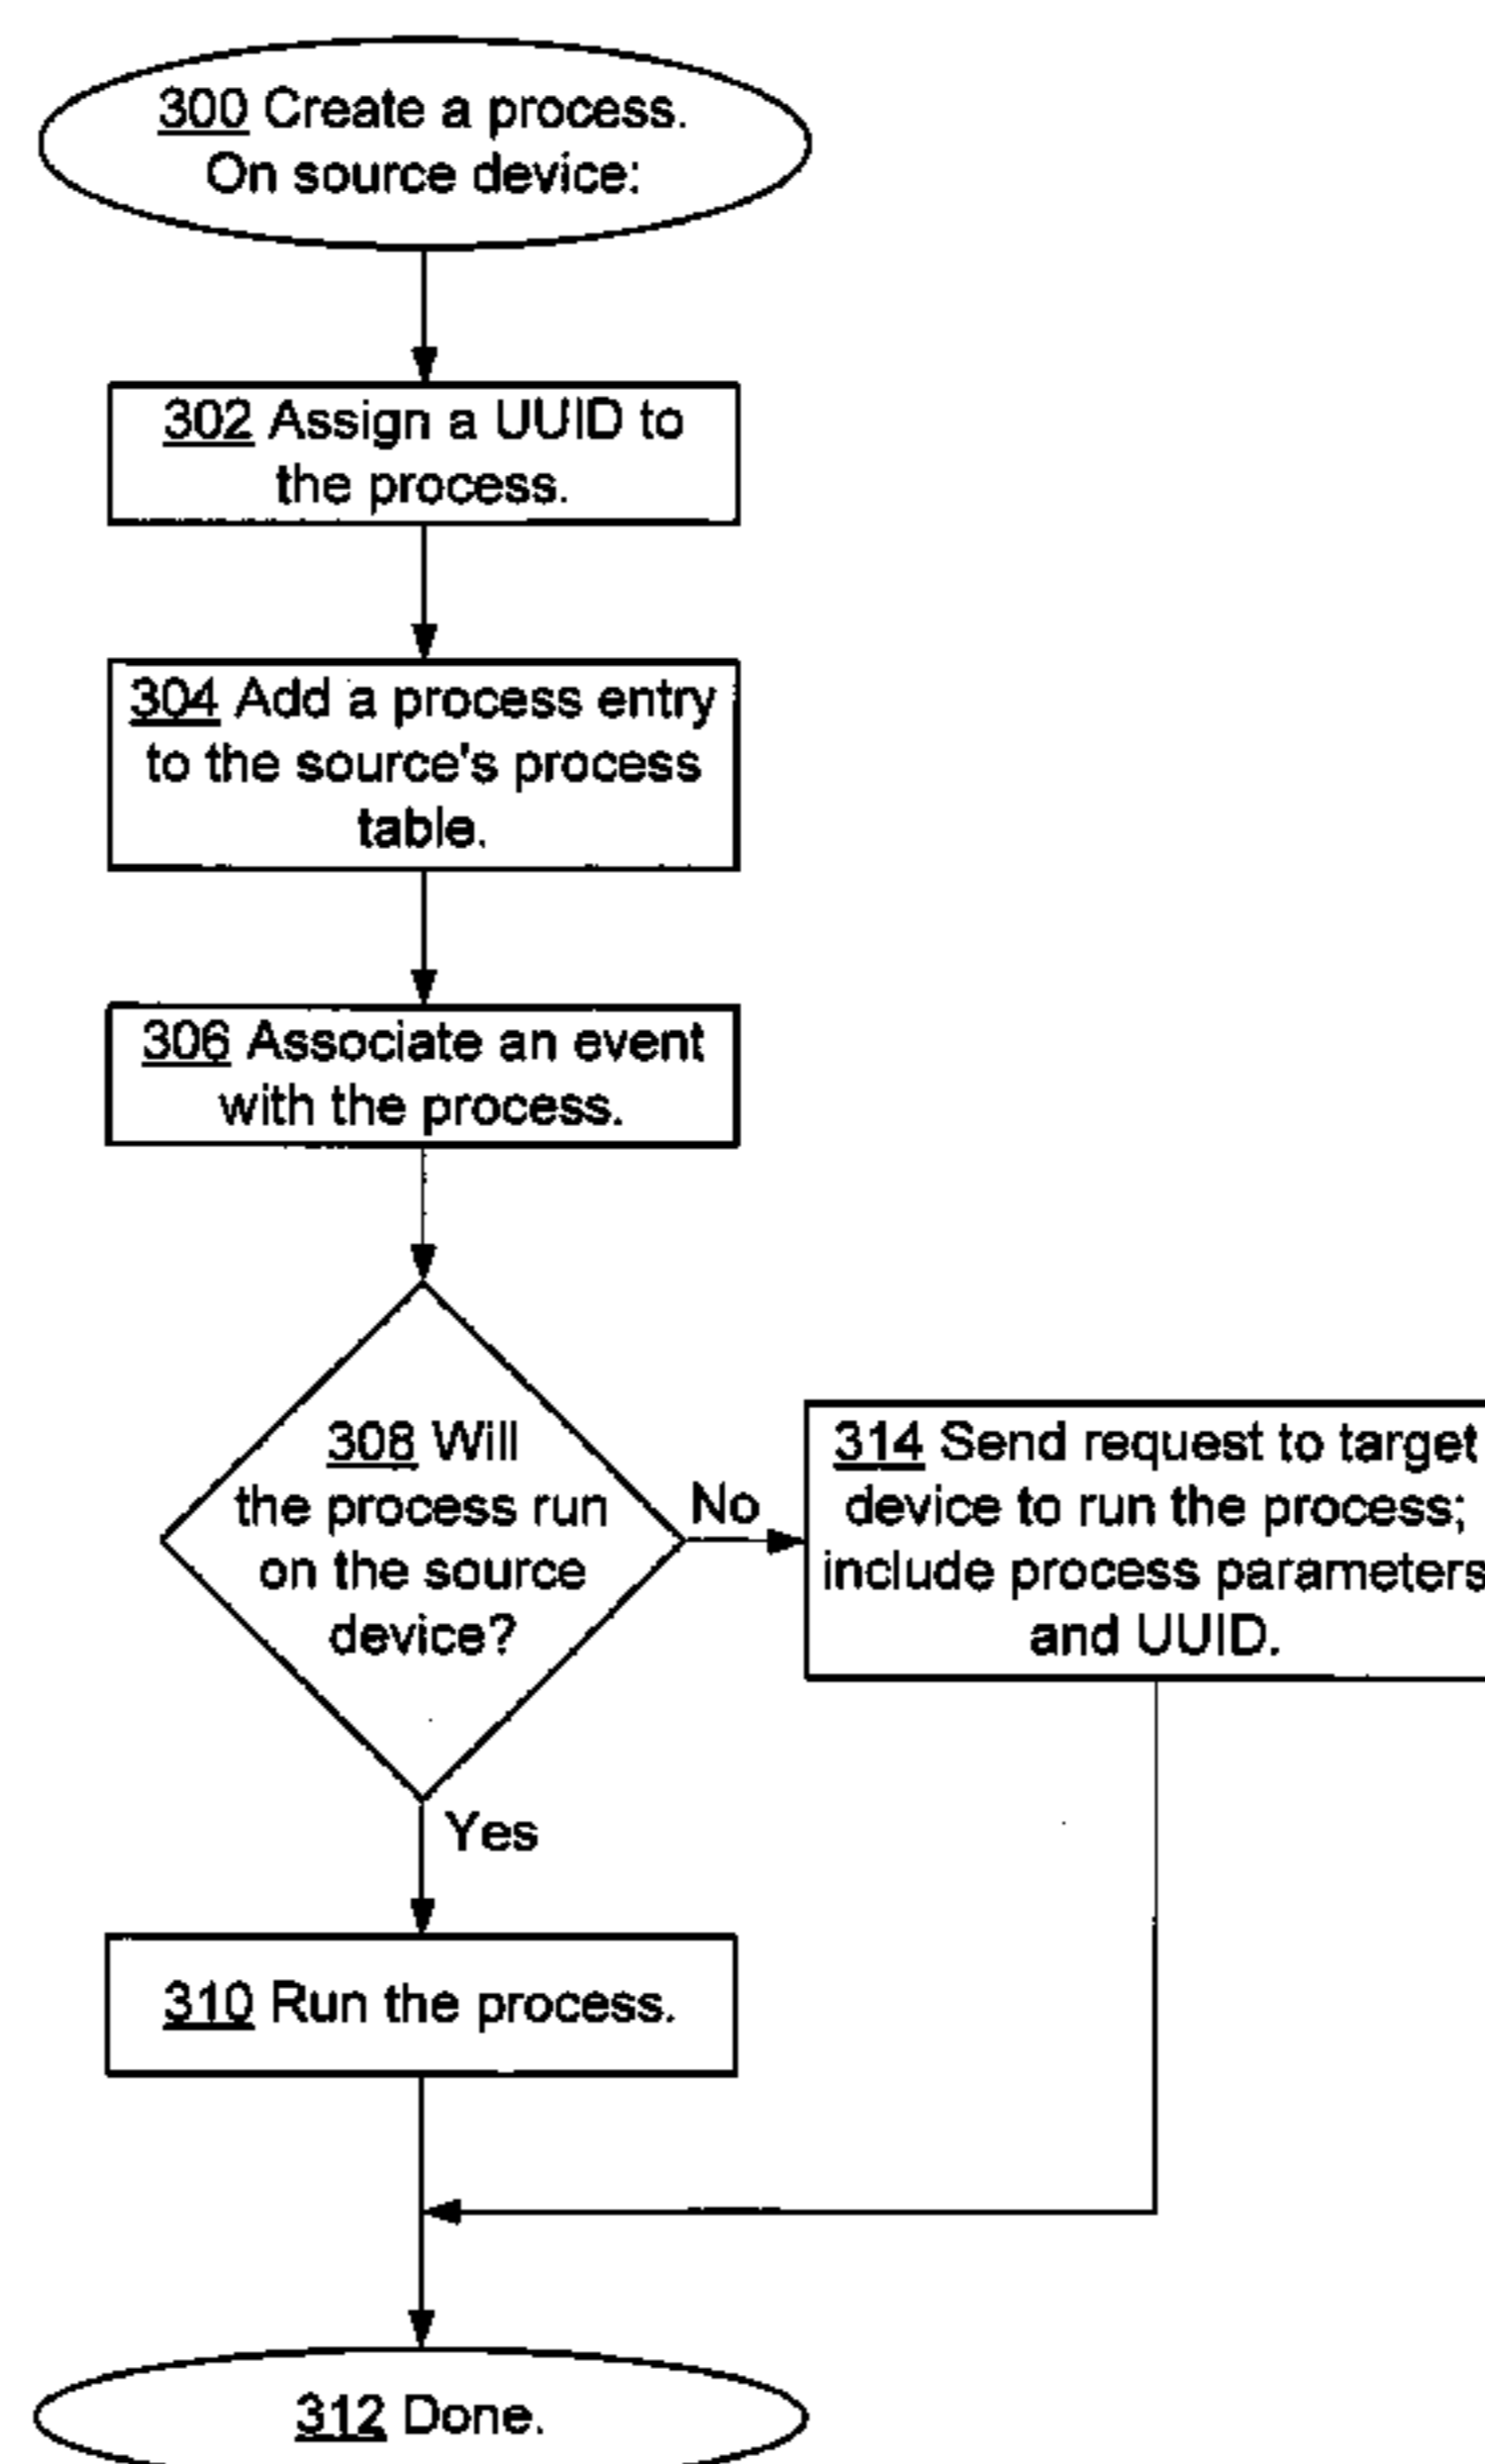 300 Create a process.
On source device:
302 Assign a UUID to
the process.
304 Add a process entry
to the source's process
table.
306 Associate an event
with the process.
308 Will
the process run
on the source
device?
No
314 Send request to target
device to run the process;
include process parameters
and UUID.
Yes
310 Run the process.
312 Done.